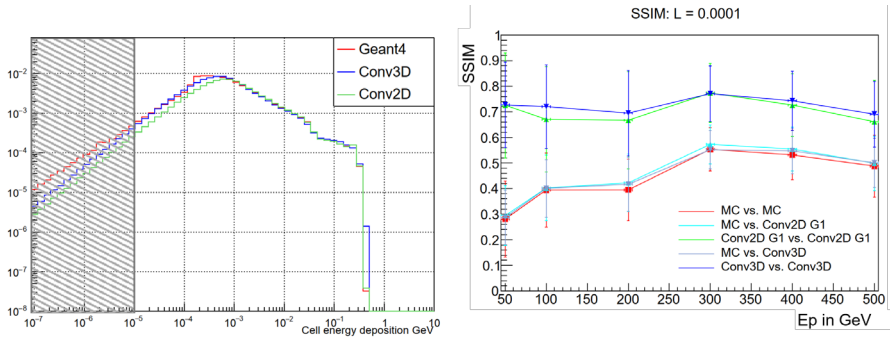 Geant4
Conv3D
Conv2D
10⁻²
10⁻³
10⁻⁴
10⁻⁵
10⁻⁶
10⁻⁷
10⁻⁸
10⁻⁷ 10⁻⁶ 10⁻⁵ 10⁻⁴ 10⁻³ 10⁻² 10⁻¹ 1 10
Cell energy deposition GeV
SSIM: L = 0.0001
SSIM
1
0.9
0.8
0.7
0.6
0.5
0.4
0.3
0.2
0.1
0
MC vs. MC
MC vs. Conv2D G1
Conv2D G1 vs. Conv2D G1
MC vs. Conv3D
Conv3D vs. Conv3D
50 100 150 200 250 300 350 400 450 500
Ep in GeV